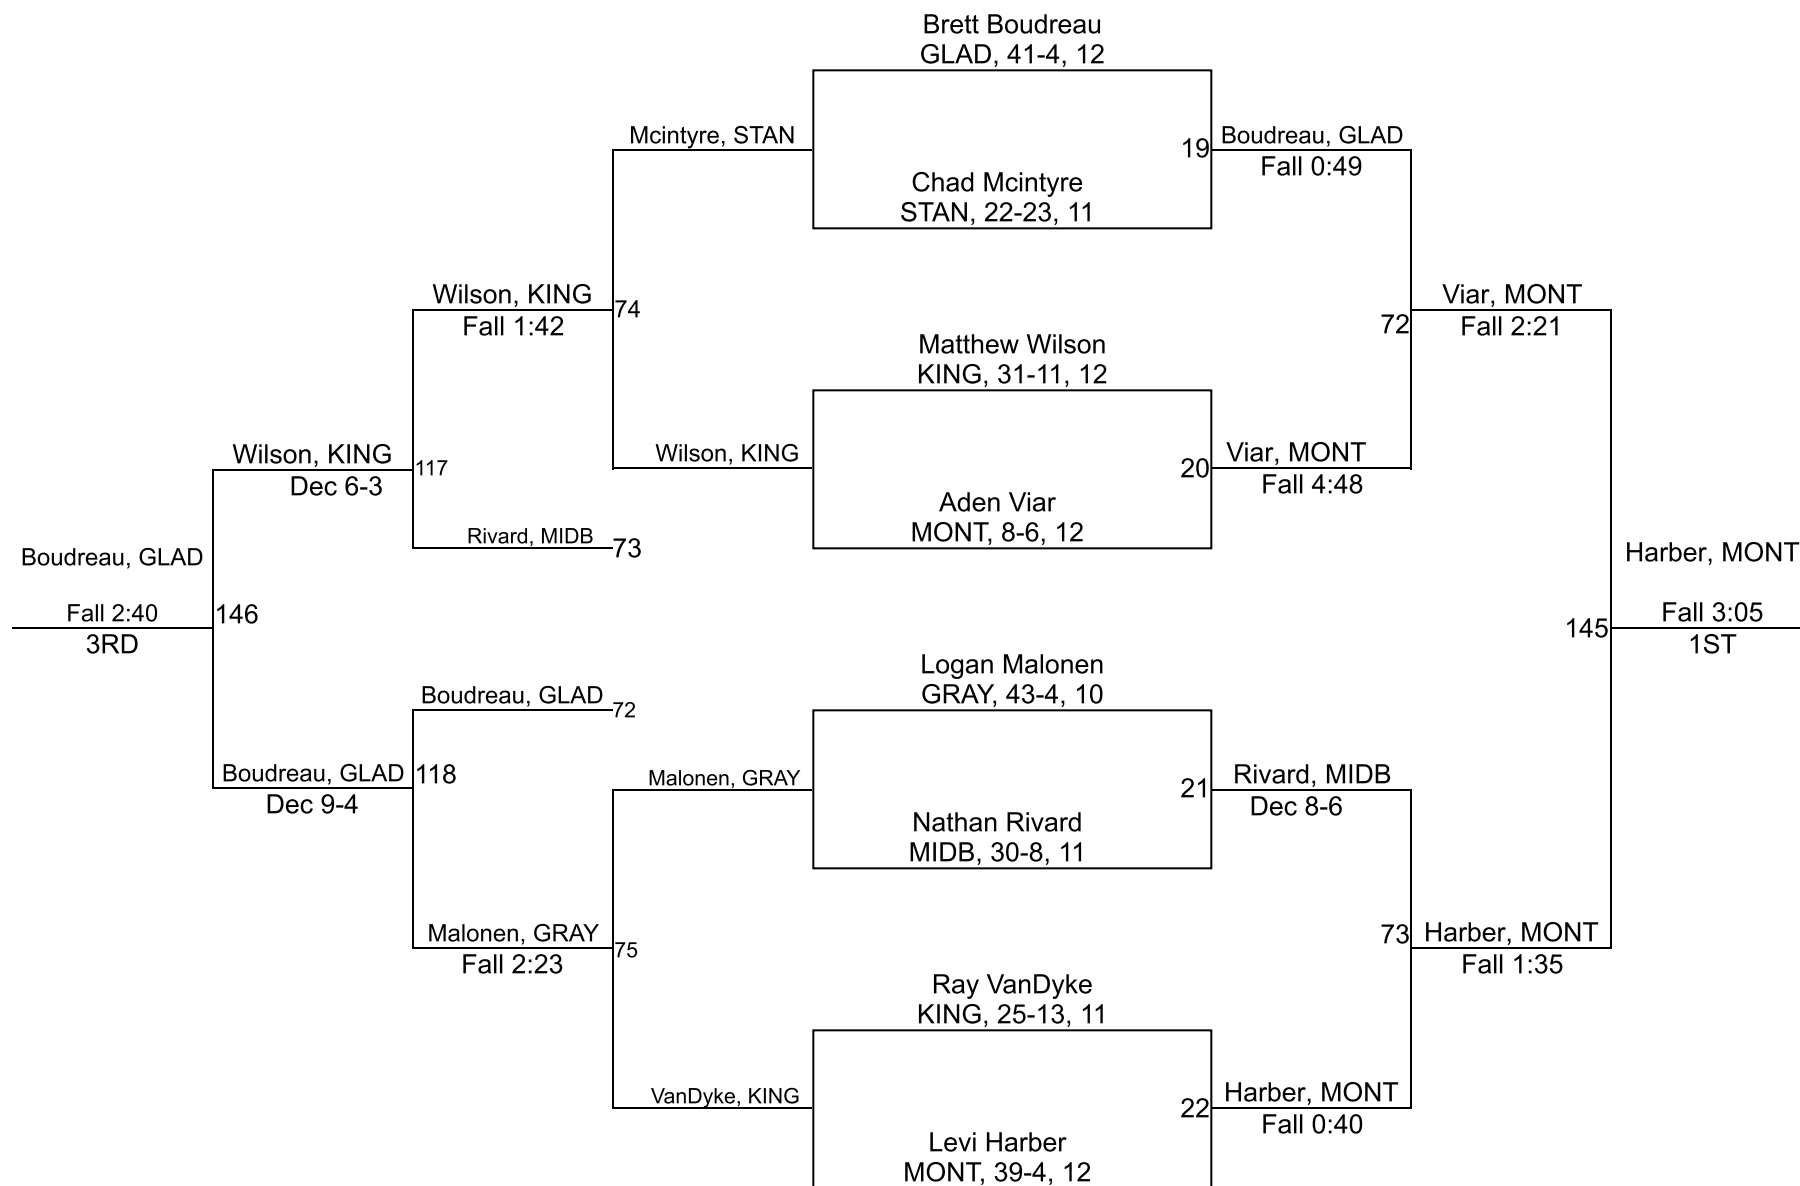 Brett Boudreau
GLAD, 41-4, 12
Mcintyre, STAN
19
Boudreau, GLAD
Fall 0:49
Chad Mcintyre
STAN, 22-23, 11
Wilson, KING
Fall 1:42
74
72
Viar, MONT
Fall 2:21
Matthew Wilson
KING, 31-11, 12
Wilson, KING
Dec 6-3
117
Wilson, KING
20
Viar, MONT
Fall 4:48
Aden Viar
MONT, 8-6, 12
Rivard, MIDB
73
Boudreau, GLAD
Fall 2:40
3RD
146
Harber, MONT
145
Fall 3:05
1ST
Logan Malonen
GRAY, 43-4, 10
Boudreau, GLAD
72
Boudreau, GLAD
Dec 9-4
118
Malonen, GRAY
21
Rivard, MIDB
Dec 8-6
Nathan Rivard
MIDB, 30-8, 11
Malonen, GRAY
Fall 2:23
75
73
Harber, MONT
Fall 1:35
Ray VanDyke
KING, 25-13, 11
VanDyke, KING
22
Harber, MONT
Fall 0:40
Levi Harber
MONT, 39-4, 12